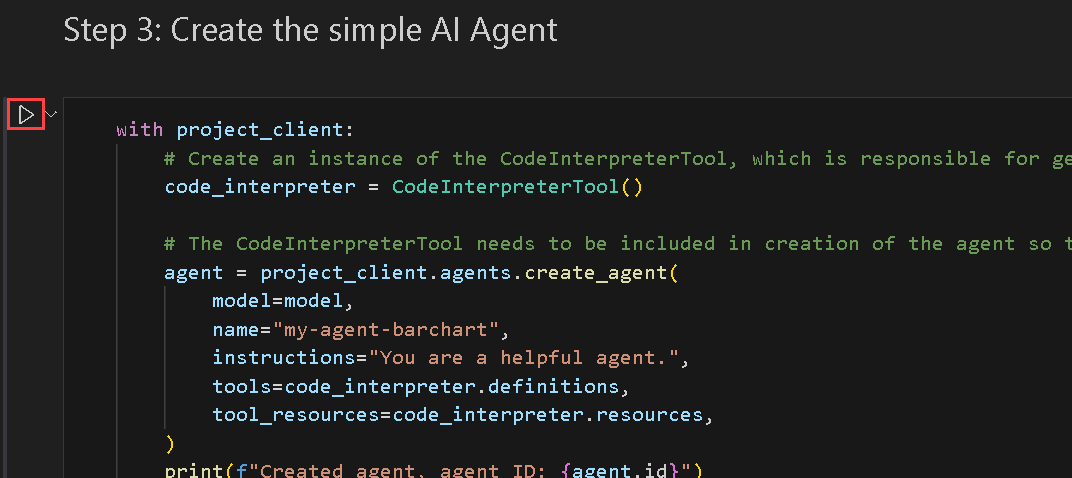 Step 3: Create the simple AI Agent
with project_client:
# Create an instance of the CodeInterpreterTool, which is responsible for ge
code_interpreter = CodeInterpreterTool()
# The CodeInterpreterTool needs to be included in creation of the agent so t
agent = project_client.agents.create_agent(
model=model,
name="my-agent-barchart",
instructions="You are a helpful agent.",
tools=code_interpreter.definitions,
tool_resources=code_interpreter.resources,
)
print(f"Created agent, agent ID: {agent.id}")